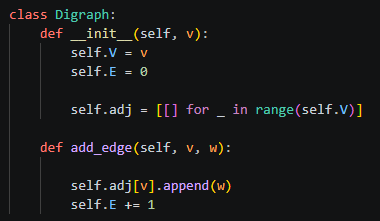 class Digraph:
    def __init__(self, v):
        self.V = v
        self.E = 0
        self.adj = [[] for _ in range(self.V)]
    def add_edge(self, v, w):
        self.adj[v].append(w)
        self.E += 1